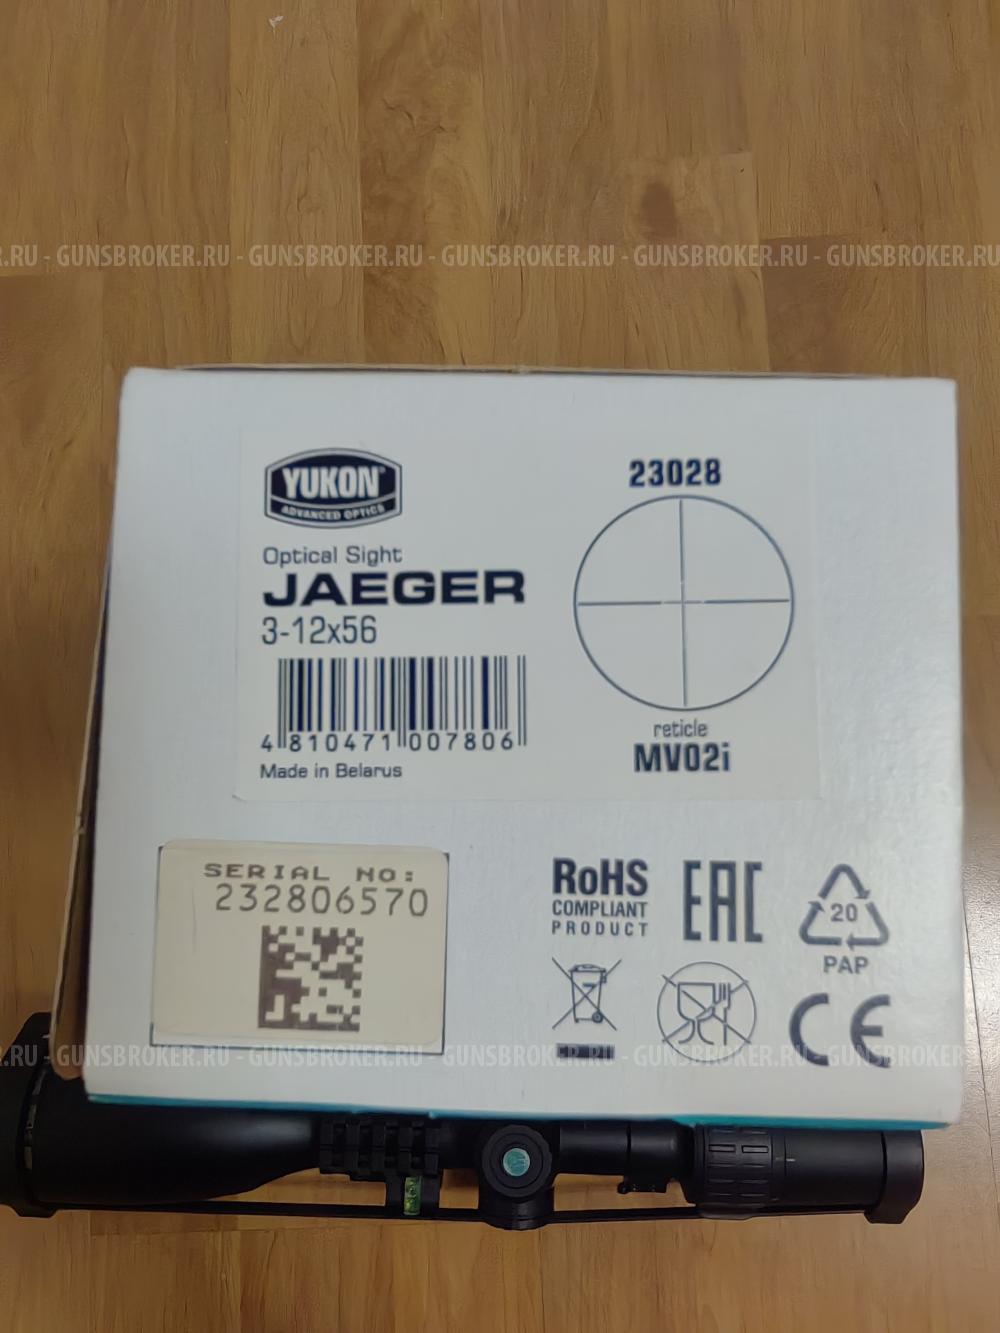 .RU - GUNSBROKER.RU - GUNSBROKER.RU - GUNSBROKER.RU - GUNSBROKER.RU - GUNSBROKER.RU
YUKON®
ADVANCED OPTICS
Optical Sight
JAEGER
3-12x56
4 810471 007806
Made in Belarus
23028
reticle
MV02i
SERIAL NO:
232806570
RoHS
COMPLIANT
PRODUCT
EAC
20
PAP
CE
.RU - GUNSBROKER.RU - GUNSBROKER.RU - GUNSBROKER.RU - GUNSBROKER.RU - GUNSBROKER.RU